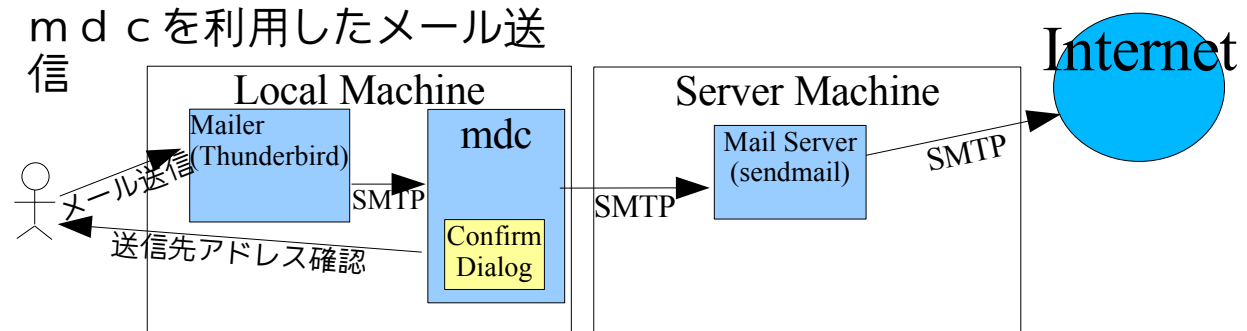 ｍｄｃを利用したメール送
信
Internet
Local Machine
Server Machine
Mailer
(Thunderbird)
mdc
Mail Server
(sendmail)
SMTP
メール送信
SMTP
SMTP
送信先アドレス確認
Confirm
Dialog